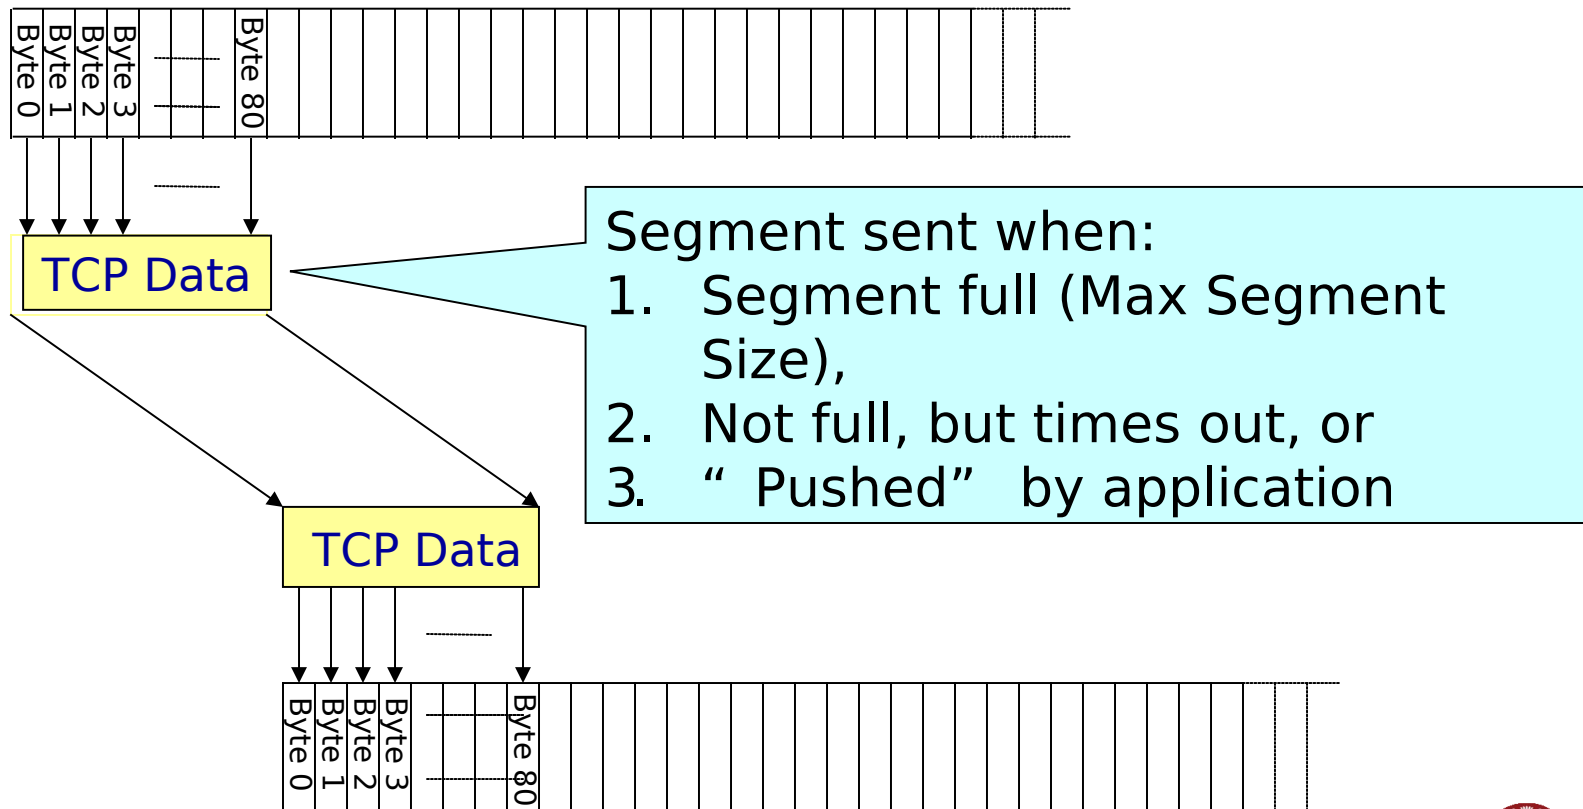 Byte 0
Byte 1
Byte 2
Byte 3
Byte 80
TCP Data
Segment sent when:
1. Segment full (Max Segment
Size),
2. Not full, but times out, or
3. “ Pushed” by application
TCP Data
Byte 0
Byte 1
Byte 2
Byte 3
Byte 80